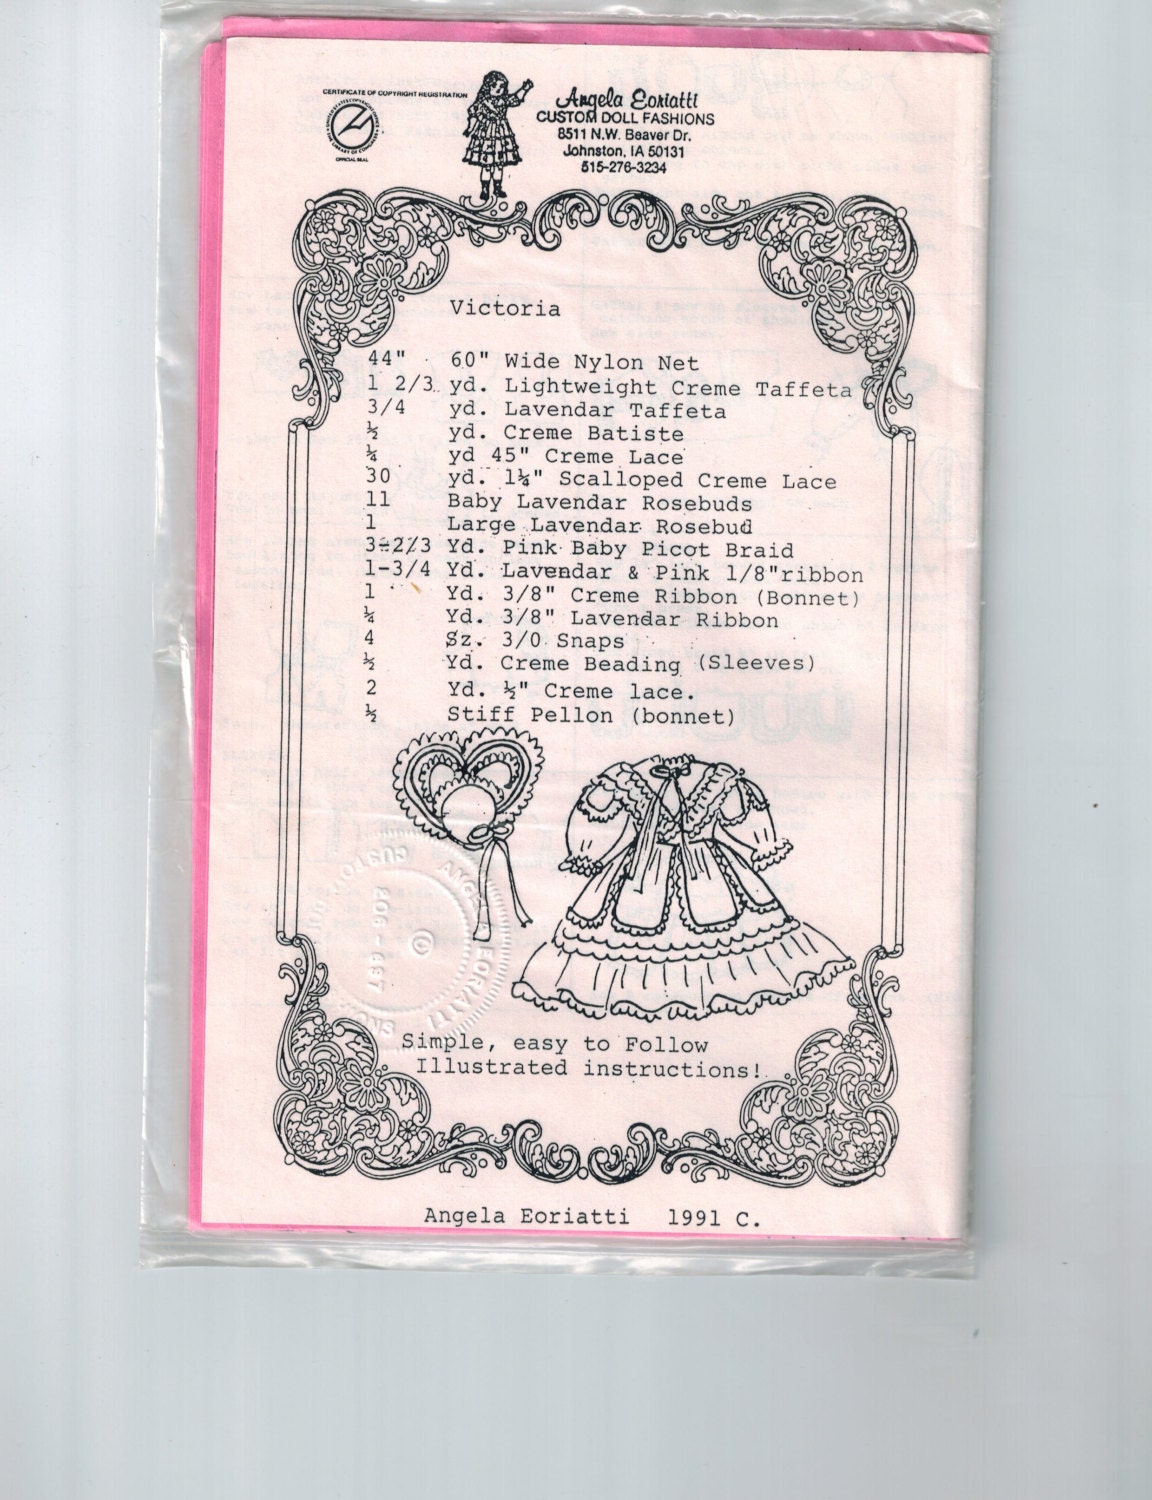 CERTIFICATE OF COPYRIGHT REGISTRATION
OFFICIAL SEAL
Angela Eoriatti
CUSTOM DOLL FASHIONS
8511 N.W. Beaver Dr.
Johnston, IA 50131
515-276-3234
Victoria
44" 60" Wide Nylon Net
1 2/3 yd. Lightweight Creme Taffeta
3/4 yd. Lavendar Taffeta
½ yd. Creme Batiste
¼ yd 45" Creme Lace
30 yd. 1¼" Scalloped Creme Lace
11 Baby Lavendar Rosebuds
1 Large Lavendar Rosebud
3-2/3 Yd. Pink Baby Picot Braid
1-3/4 Yd. Lavendar & Pink 1/8"ribbon
1 Yd. 3/8" Creme Ribbon (Bonnet)
¼ Yd. 3/8" Lavendar Ribbon
4 Sz. 3/0 Snaps
½ Yd. Creme Beading (Sleeves)
2 Yd. ½" Creme lace.
½ Stiff Pellon (bonnet)
ANGELA EORIATTI
©
Simple, easy to Follow
Illustrated instructions!
Angela Eoriatti 1991 C.